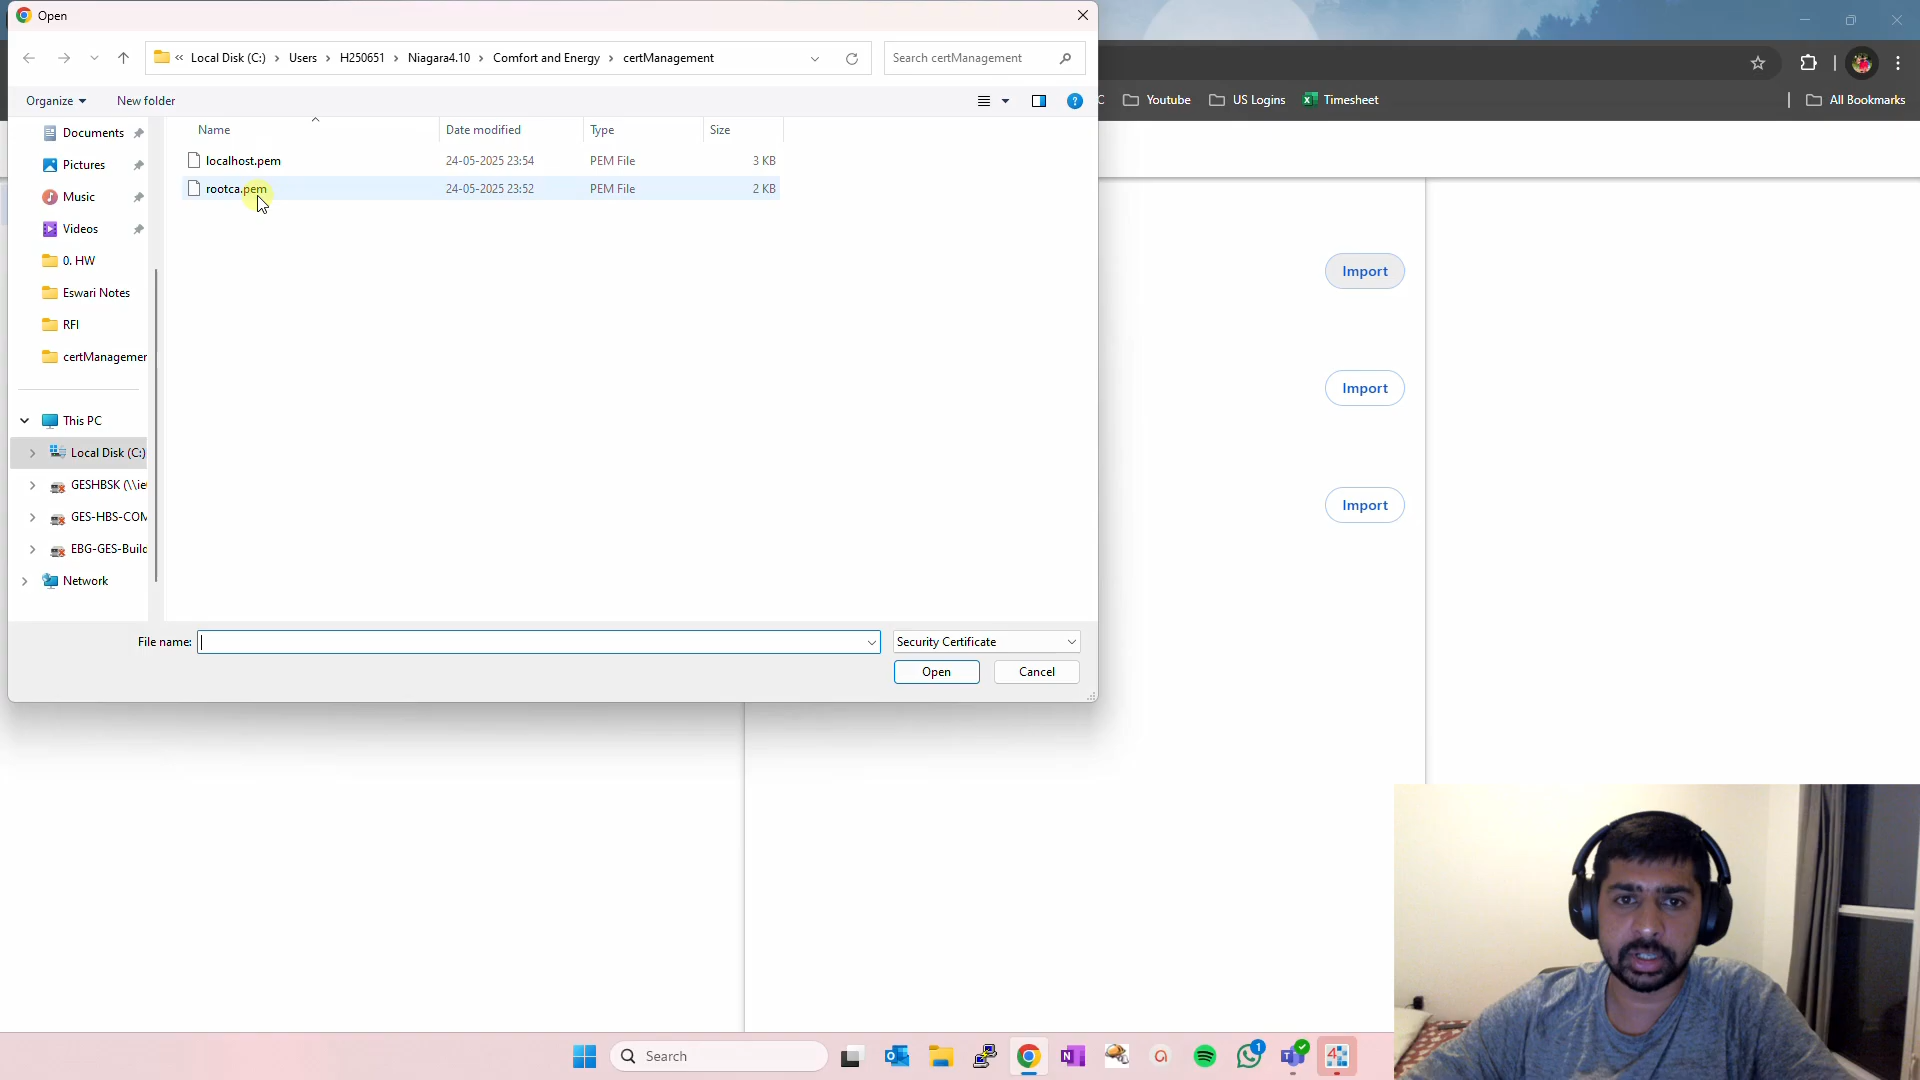 Open
« Local Disk (C:) › Users › H250651 › Niagara4.10 › Comfort and Energy › certManagement
Search certManagement
Organize
New folder
C
Youtube
US Logins
Timesheet
All Bookmarks
Documents
Pictures
Music
Videos
0. HW
Eswari Notes
RFI
certManagemer
This PC
Local Disk (C:)
GESHBSK (\\ie
GES-HBS-COM
EBG-GES-Build
Network
Name
Date modified
Type
Size
localhost.pem
24-05-2025 23:54
PEM File
3 KB
rootca.pem
24-05-2025 23:52
PEM File
2 KB
Import
Import
Import
File name:
Security Certificate
Open
Cancel
Search
1